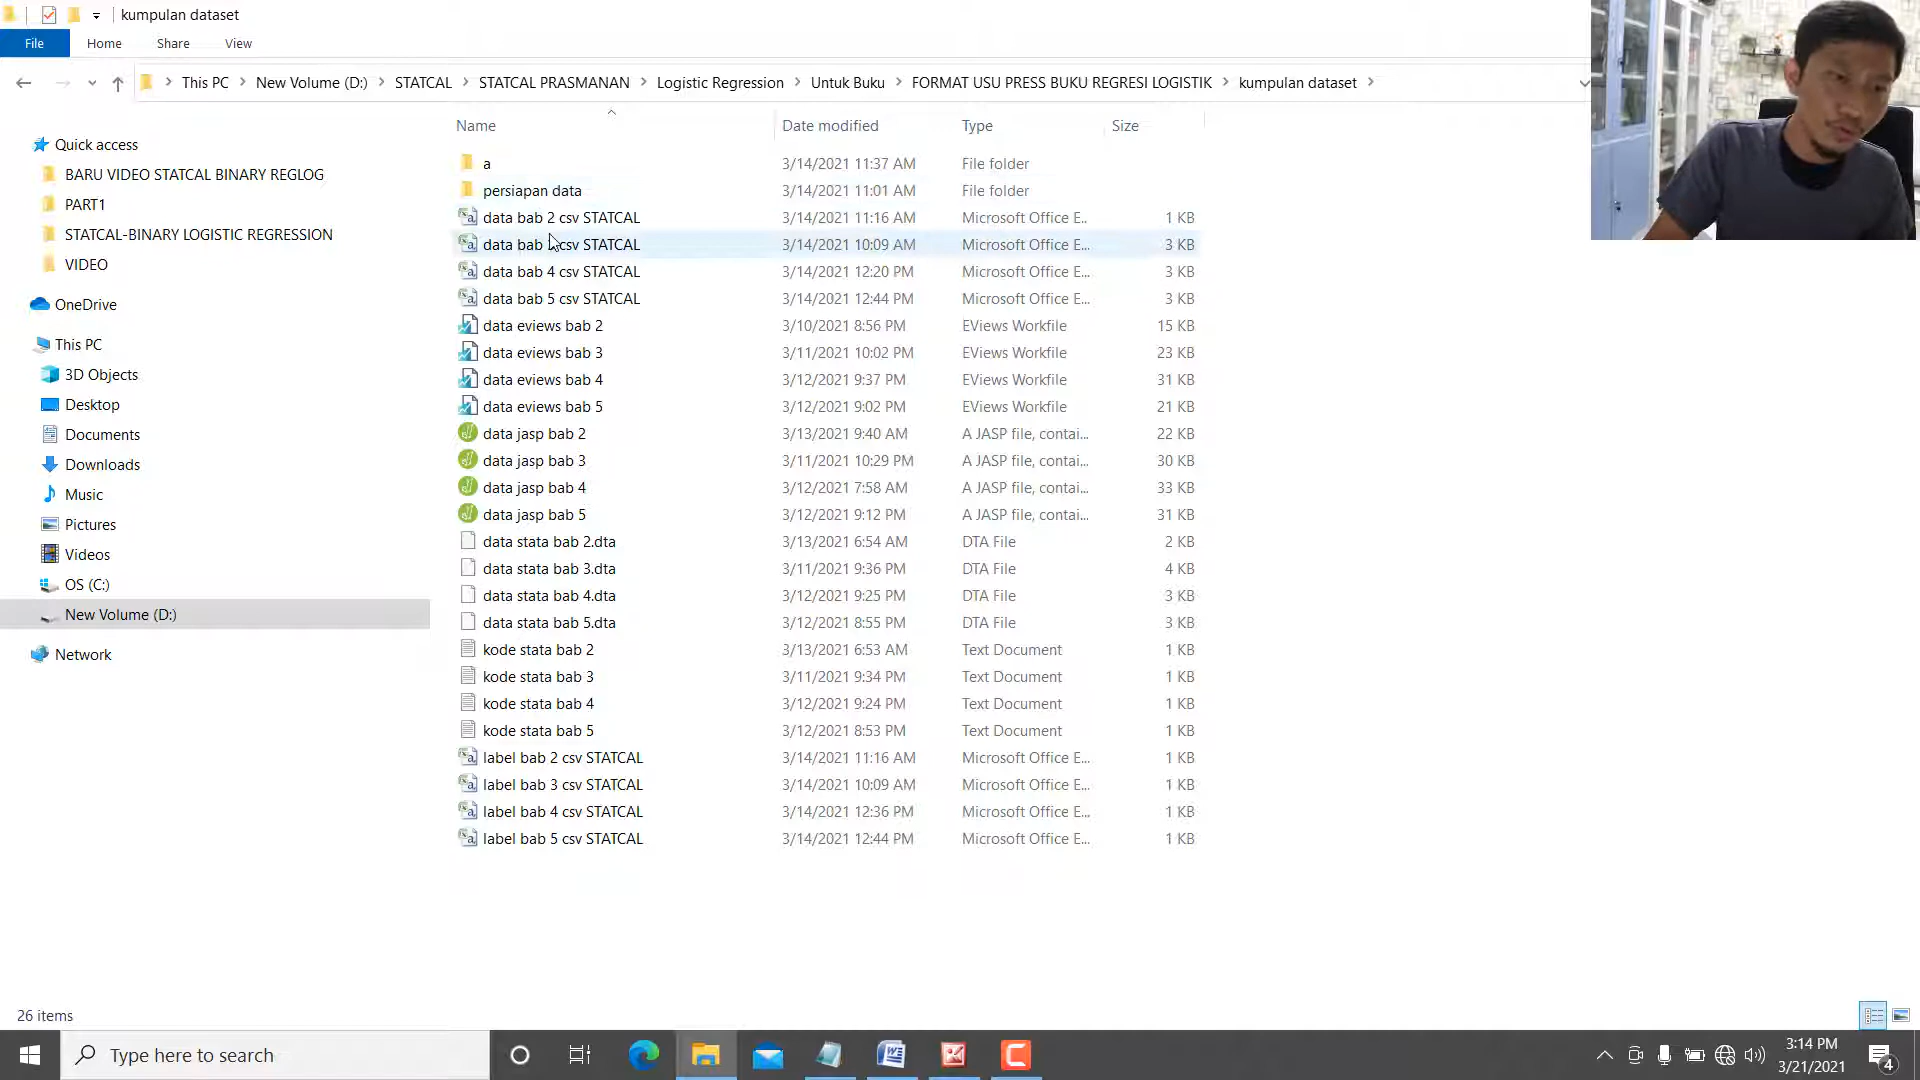 kumpulan dataset
File Home Share View
This PC New Volume (D:) STATCAL STATCAL PRASMANAN Logistic Regression Untuk Buku FORMAT USU PRESS BUKU REGRESI LOGISTIK kumpulan dataset
Name Date modified Type Size
Quick access
BARU VIDEO STATCAL BINARY REGLOG
PART1
STATCAL-BINARY LOGISTIC REGRESSION
VIDEO
OneDrive
This PC
3D Objects
Desktop
Documents
Downloads
Music
Pictures
Videos
OS (C:)
New Volume (D:)
Network
a 3/14/2021 11:37 AM File folder
persiapan data 3/14/2021 11:01 AM File folder
data bab 2 csv STATCAL 3/14/2021 11:16 AM Microsoft Office E.. 1 KB
data bab csv STATCAL 3/14/2021 10:09 AM Microsoft Office E... 3 KB
data bab 4 csv STATCAL 3/14/2021 12:20 PM Microsoft Office E... 3 KB
data bab 5 csv STATCAL 3/14/2021 12:44 PM Microsoft Office E... 3 KB
data eviews bab 2 3/10/2021 8:56 PM EViews Workfile 15 KB
data eviews bab 3 3/11/2021 10:02 PM EViews Workfile 23 KB
data eviews bab 4 3/12/2021 9:37 PM EViews Workfile 31 KB
data eviews bab 5 3/12/2021 9:02 PM EViews Workfile 21 KB
data jasp bab 2 3/13/2021 9:40 AM A JASP file, contai... 22 KB
data jasp bab 3 3/11/2021 10:29 PM A JASP file, contai... 30 KB
data jasp bab 4 3/12/2021 7:58 AM A JASP file, contai... 33 KB
data jasp bab 5 3/12/2021 9:12 PM A JASP file, contai... 31 KB
data stata bab 2.dta 3/13/2021 6:54 AM DTA File 2 KB
data stata bab 3.dta 3/11/2021 9:36 PM DTA File 4 KB
data stata bab 4.dta 3/12/2021 9:25 PM DTA File 3 KB
data stata bab 5.dta 3/12/2021 8:55 PM DTA File 3 KB
kode stata bab 2 3/13/2021 6:53 AM Text Document 1 KB
kode stata bab 3 3/11/2021 9:34 PM Text Document 1 KB
kode stata bab 4 3/12/2021 9:24 PM Text Document 1 KB
kode stata bab 5 3/12/2021 8:53 PM Text Document 1 KB
label bab 2 csv STATCAL 3/14/2021 11:16 AM Microsoft Office E... 1 KB
label bab 3 csv STATCAL 3/14/2021 10:09 AM Microsoft Office E... 1 KB
label bab 4 csv STATCAL 3/14/2021 12:36 PM Microsoft Office E... 1 KB
label bab 5 csv STATCAL 3/14/2021 12:44 PM Microsoft Office E... 1 KB
26 items
Type here to search
3:14 PM
3/21/2021
4